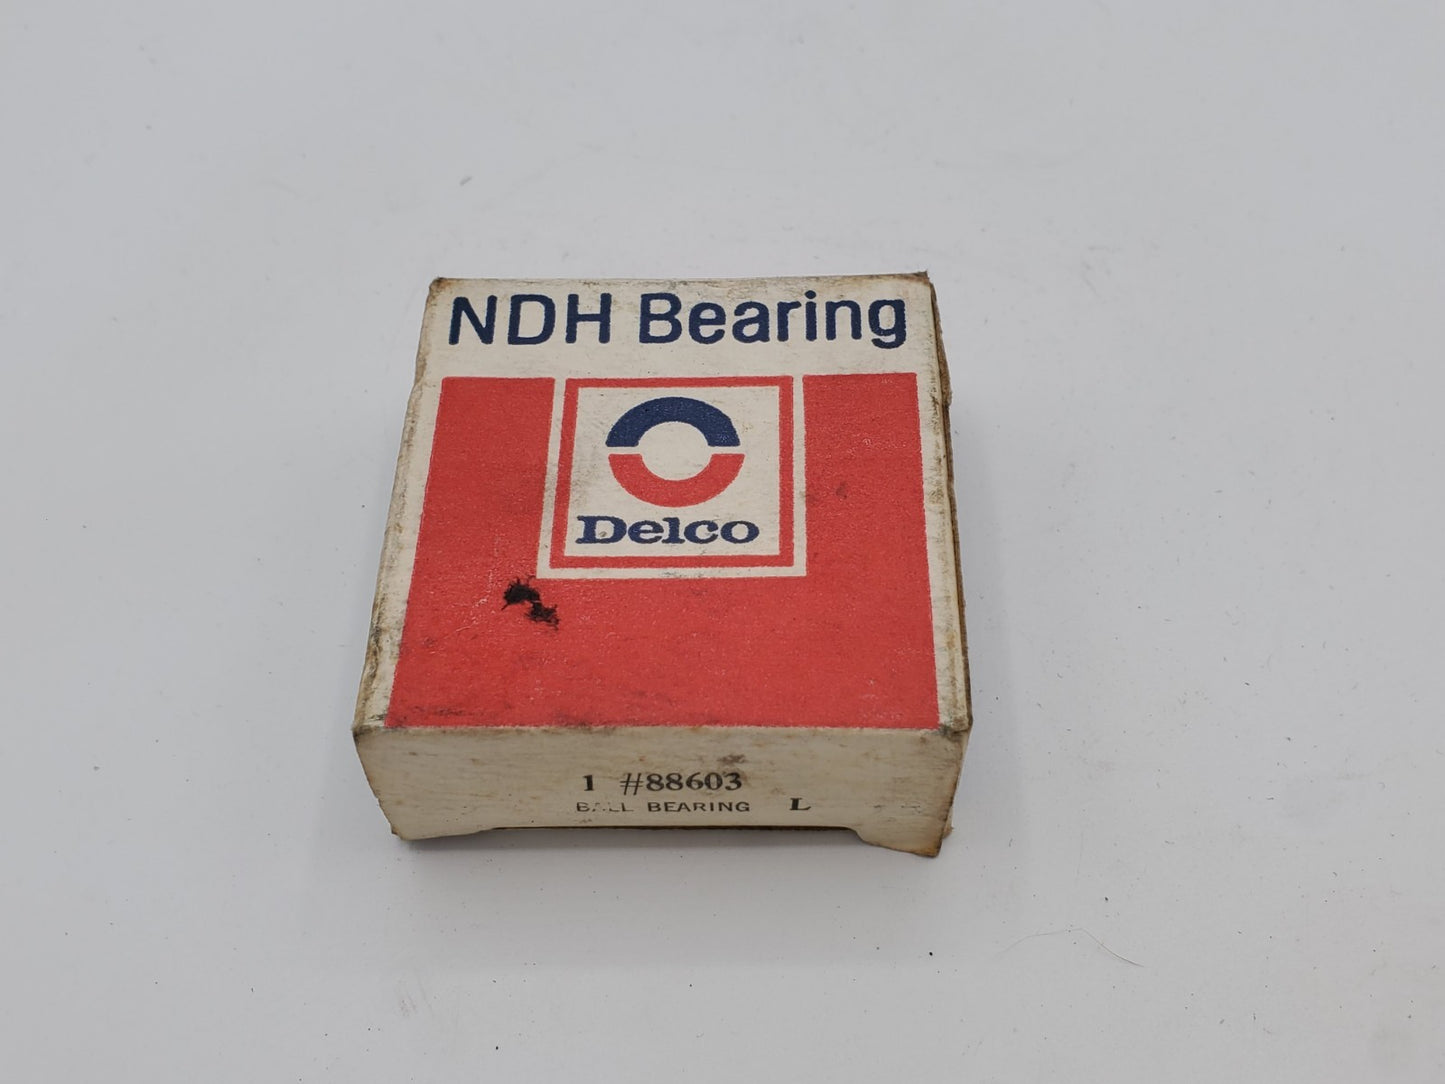 NDH Bearing
Delco
1 #88603
BALL BEARING L